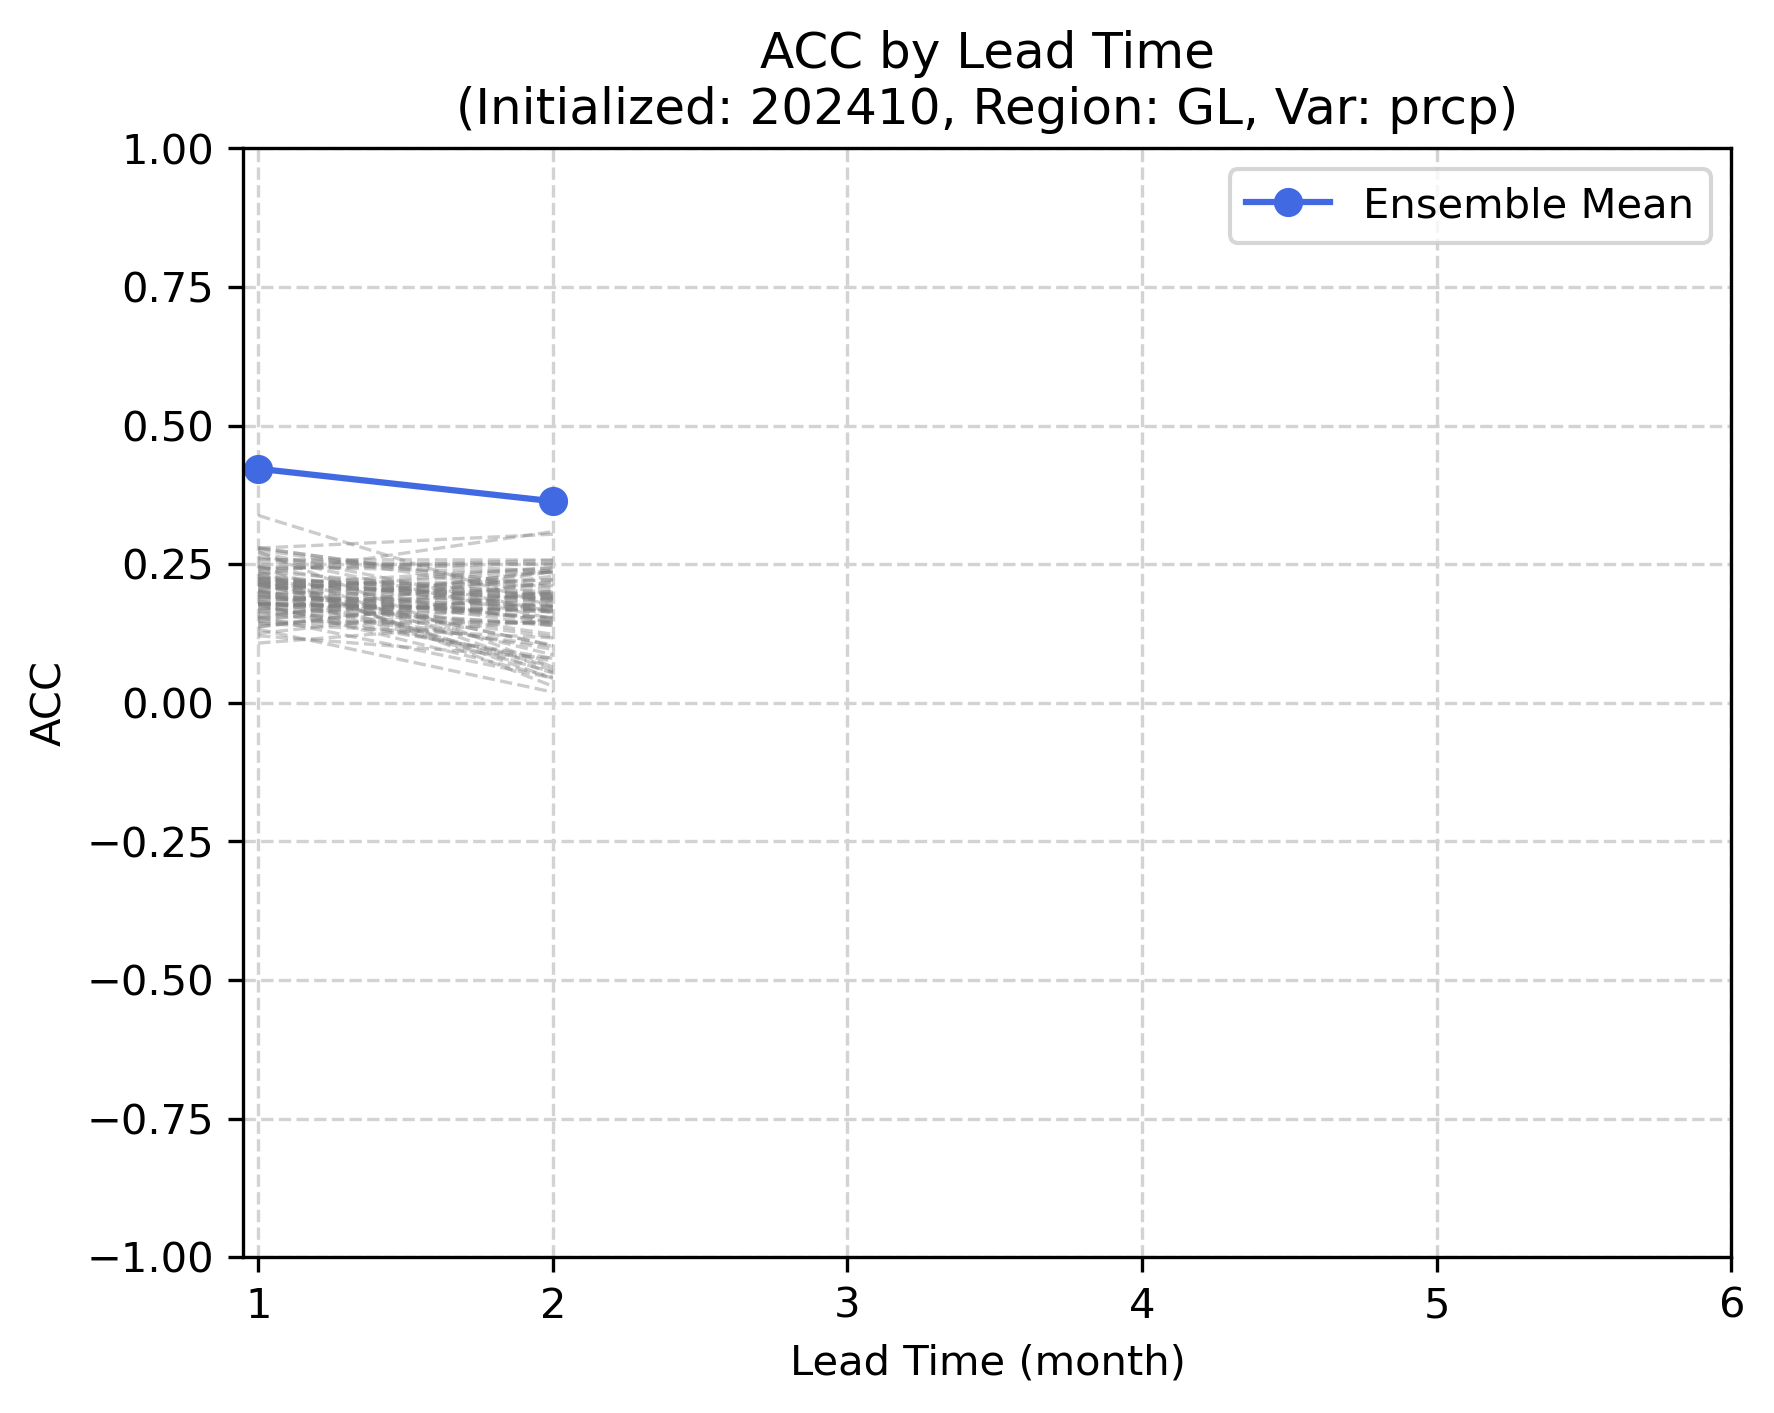 ACC by Lead Time
(Initialized: 202410, Region: GL, Var: prcp)
Ensemble Mean
1.00
0.75
0.50
0.25
0.00
−0.25
−0.50
−0.75
−1.00
ACC
1 2 3 4 5 6
Lead Time (month)